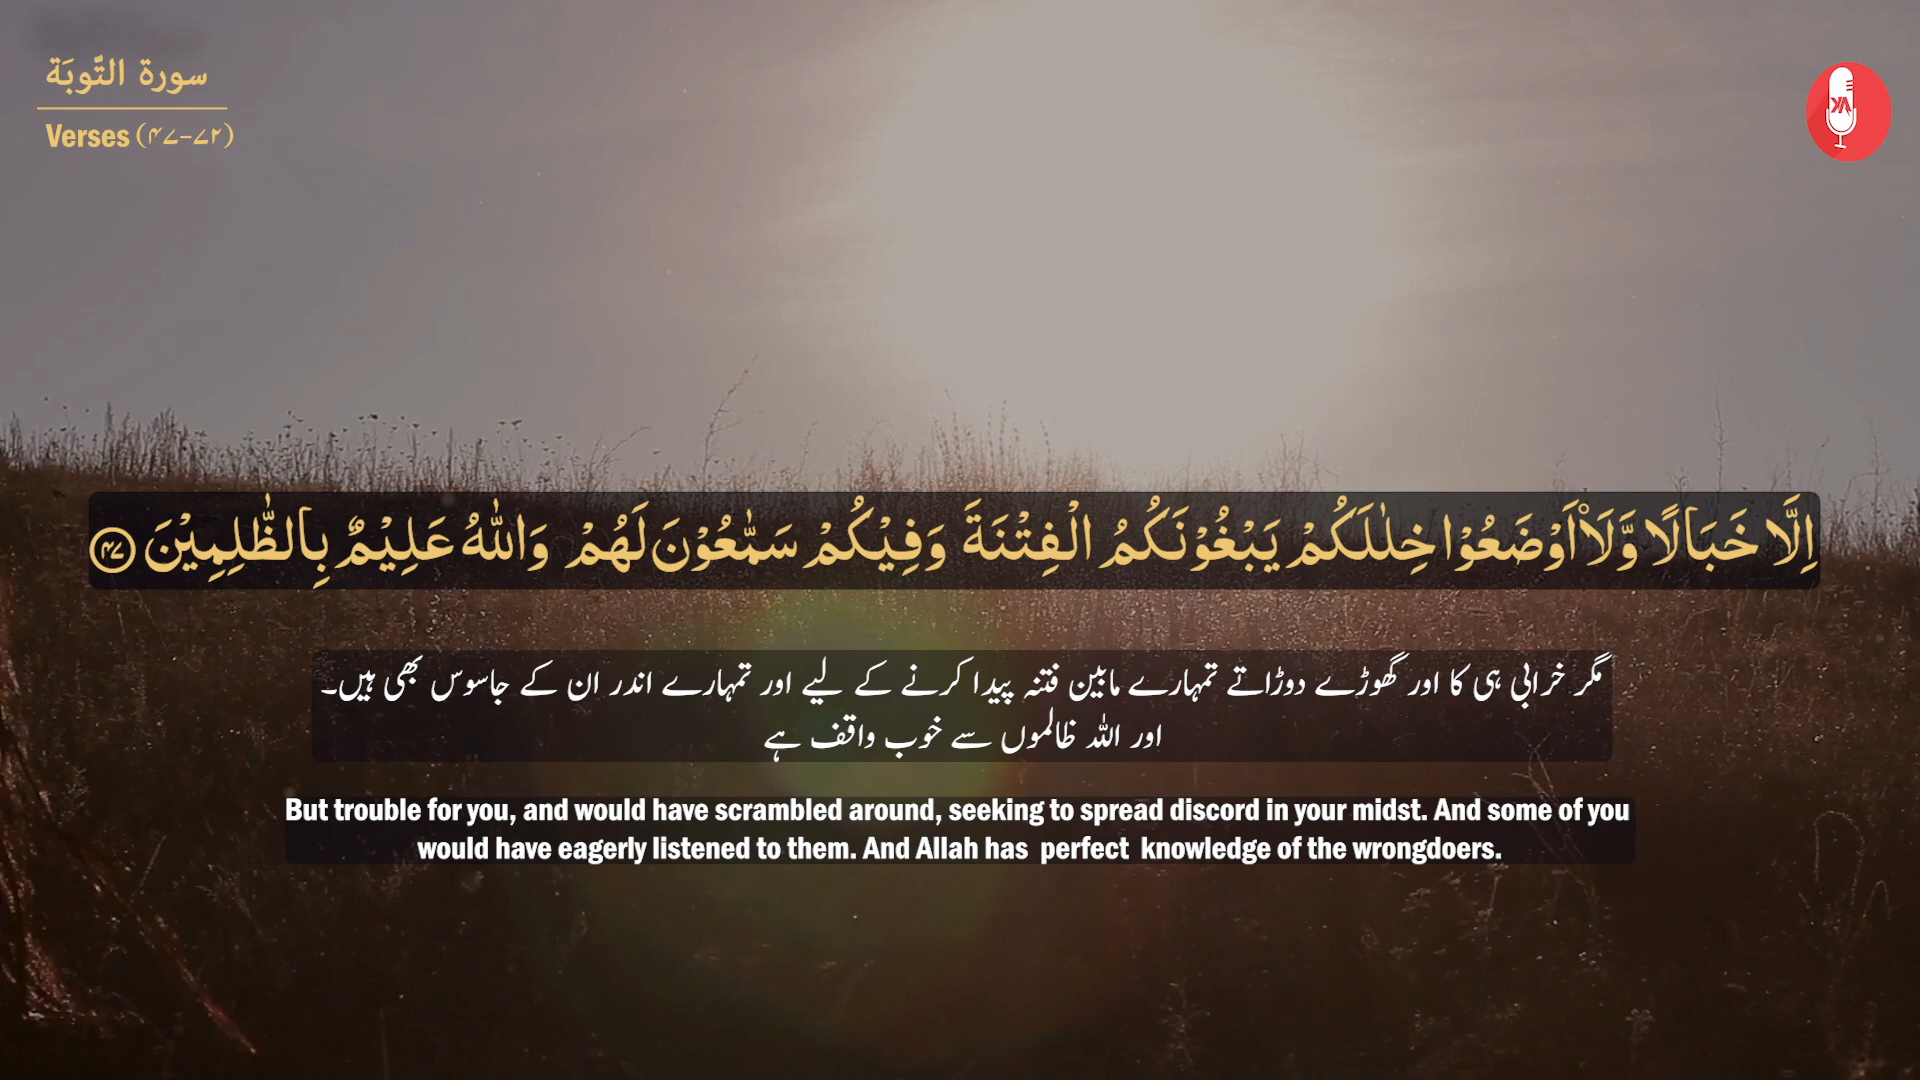 سورة التّوبَة
Verses (۴۷-۷۲)
اِلَّا خَبَالًا وَّلَا۠اَوْضَعُوْا خِلٰلَكُمْ يَبْغُوْنَكُمُ الْفِتْنَةَ وَفِيْكُمْ سَمّٰعُوْنَ لَهُمْ وَاللّٰهُ عَلِيْمٌ بِالظّٰلِمِيْنَ ۴۷
مگر خرابی ہی کا اور گھوڑے دوڑاتے تمہارے مابین فتنہ پیدا کرنے کے لیے اور تمہارے اندر ان کے جاسوس بھی ہیں۔
اور اللہ ظالموں سے خوب واقف ہے
But trouble for you, and would have scrambled around, seeking to spread discord in your midst. And some of you
would have eagerly listened to them. And Allah has perfect knowledge of the wrongdoers.